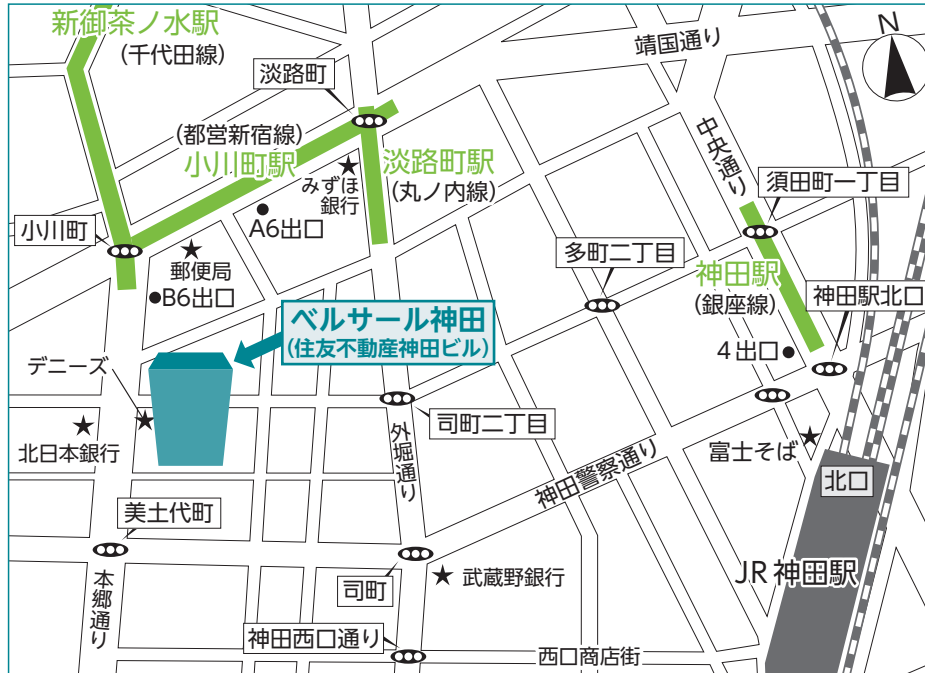 新御茶ノ水駅
(千代田線)
N
靖国通り
淡路町
(都営新宿線)
小川町駅
淡路町駅
(丸ノ内線)
みずほ
銀行
中央通り
須田町一丁目
A6出口
小川町
郵便局
B6出口
多町二丁目
神田駅
(銀座線)
神田駅北口
4出口
ベルサール神田
(住友不動産神田ビル)
デニーズ
北日本銀行
司町二丁目
外堀通り
富士そば
神田警察通り
北口
美土代町
JR神田駅
本郷通り
司町
武蔵野銀行
神田西口通り
西口商店街